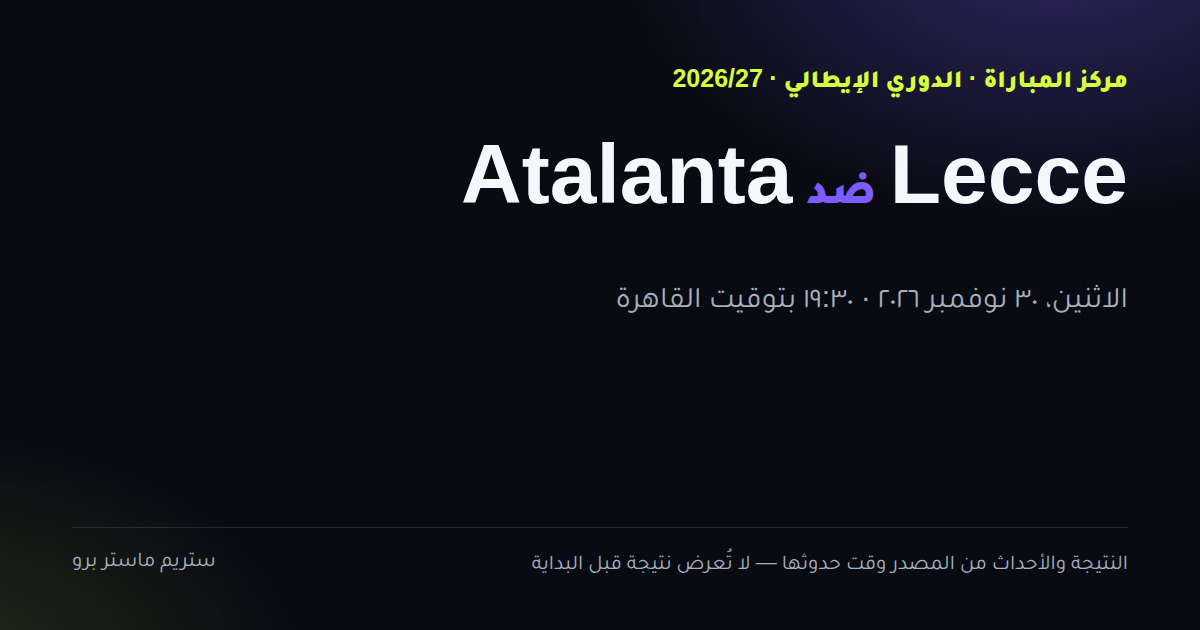 مركز المباراة · الدوري الإيطالي · 2026/27
Lecce ضد Atalanta
الاثنين، ٣٠ نوفمبر ٢٠٢٦ · ١٩:٣٠ بتوقيت القاهرة
النتيجة والأحداث من المصدر وقت حدوثها — لا تُعرض نتيجة قبل البداية
ستريم ماستر برو